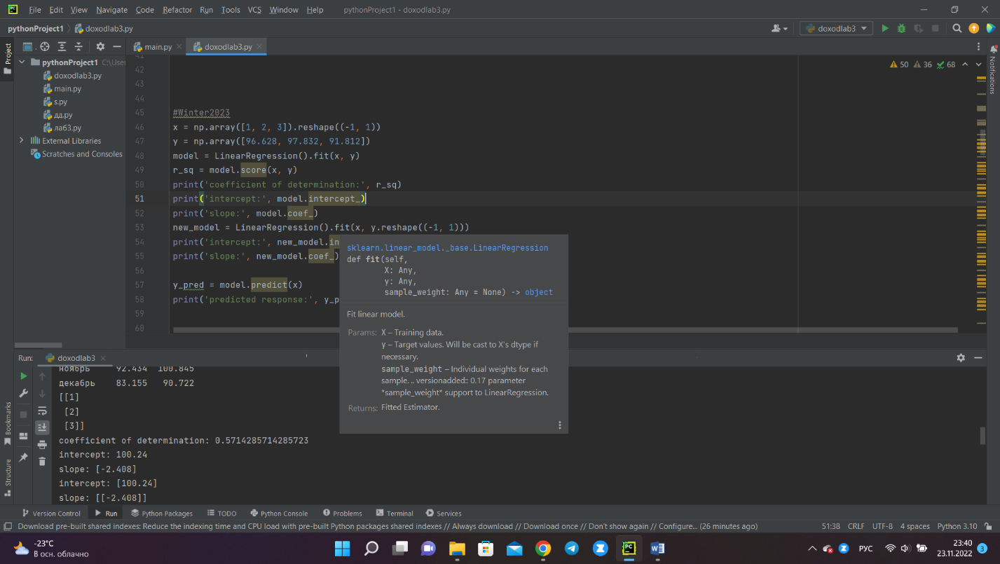 File Edit View Navigate Code Refactor Run Tools VCS Window Help pythonProject1 - doxodlab3.py
pythonProject1 doxodlab3.py doxodlab3
Project
main.py doxodlab3.py
pythonProject1 C:\User
doxodlab3.py
main.py
s.py
дд.py
лаб3.py
External Libraries
Scratches and Consoles
50 36 68
Notifications
41
42
43
44
45 #Winter2023
46 x = np.array([1, 2, 3]).reshape((-1, 1))
47 y = np.array([96.628, 97.832, 91.812])
48 model = LinearRegression().fit(x, y)
49 r_sq = model.score(x, y)
50 print('coefficient of determination:', r_sq)
51 print('intercept:', model.intercept_)
52 print('slope:', model.coef_)
53 new_model = LinearRegression().fit(x, y.reshape((-1, 1)))
54 print('intercept:', new_model.in
55 print('slope:', new_model.coef_)
56
57 y_pred = model.predict(x)
58 print('predicted response:', y_p
59
60
sklearn.linear_model._base.LinearRegression
def fit(self,
X: Any,
y: Any,
sample_weight: Any = None) -> object
Fit linear model.
Params: X – Training data.
y – Target values. Will be cast to X's dtype if
necessary.
sample_weight – Individual weights for each
sample. .. versionadded:: 0.17 parameter
*sample_weight* support to LinearRegression.
Returns: Fitted Estimator.
Run: doxodlab3
ноябрь 92.434 100.845
декабрь 83.155 90.722
[[1]
[2]
[3]]
coefficient of determination: 0.5714285714285723
intercept: 100.24
slope: [-2.408]
intercept: [100.24]
slope: [[-2.408]]
Bookmarks
Structure
Version Control Run Python Packages TODO Python Console Problems Terminal Services
Download pre-built shared indexes: Reduce the indexing time and CPU load with pre-built Python packages shared indexes // Always download // Download once // Don't show again // Configure... (26 minutes ago) 51:38 CRLF UTF-8 4 spaces Python 3.10
-23°C
В осн. облачно
РУС
23:40
23.11.2022
3